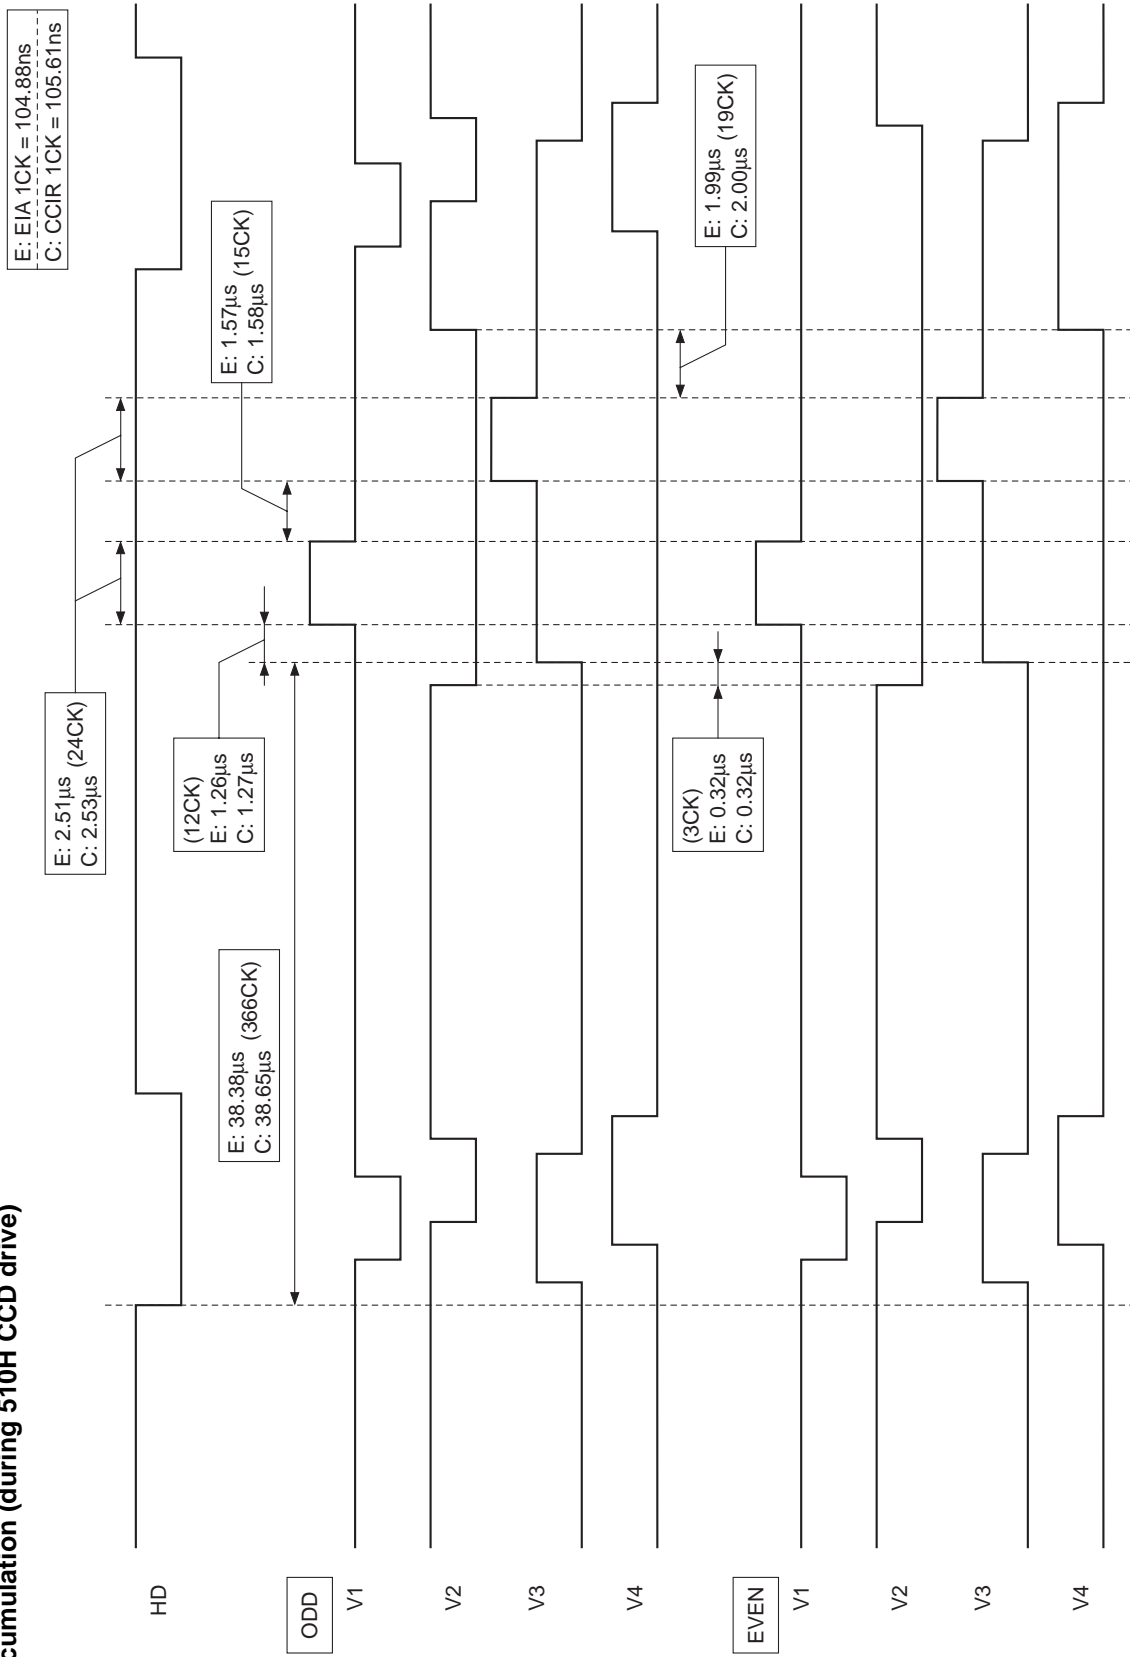 cumulation (during 510H CCD drive)
E: EIA 1CK = 104.88ns
C: CCIR 1CK = 105.61ns
HD
E: 2.51μs (24CK)
C: 2.53μs
E: 1.57μs (15CK)
C: 1.58μs
(12CK)
E: 1.26μs
C: 1.27μs
E: 38.38μs (366CK)
C: 38.65μs
ODD
V1
V2
V3
V4
E: 1.99μs (19CK)
C: 2.00μs
(3CK)
E: 0.32μs
C: 0.32μs
EVEN
V1
V2
V3
V4